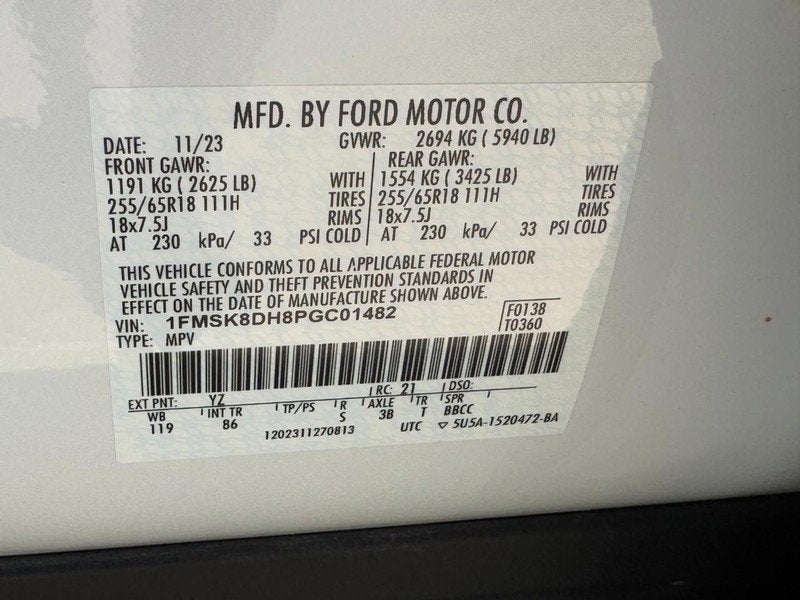 MFD. BY FORD MOTOR CO.
DATE: 11/23 GVWR: 2694 KG ( 5940 LB)
FRONT GAWR: REAR GAWR:
1191 KG ( 2625 LB) WITH 1554 KG ( 3425 LB) WITH
255/65R18 111H TIRES 255/65R18 111H TIRES
18x7.5J RIMS 18x7.5J RIMS
AT 230 kPa/ 33 PSI COLD AT 230 kPa/ 33 PSI COLD
THIS VEHICLE CONFORMS TO ALL APPLICABLE FEDERAL MOTOR
VEHICLE SAFETY AND THEFT PREVENTION STANDARDS IN
EFFECT ON THE DATE OF MANUFACTURE SHOWN ABOVE.
VIN: 1FMSK8DH8PGC01482 F0138
TYPE: MPV T0360
EXT PNT: YZ RC: 21 DSO:
WB INT TR TP/PS R AXLE TR SPR
119 86 S 3B T BBCC
1202311270813 UTC ▽ 5U5A-1520472-BA